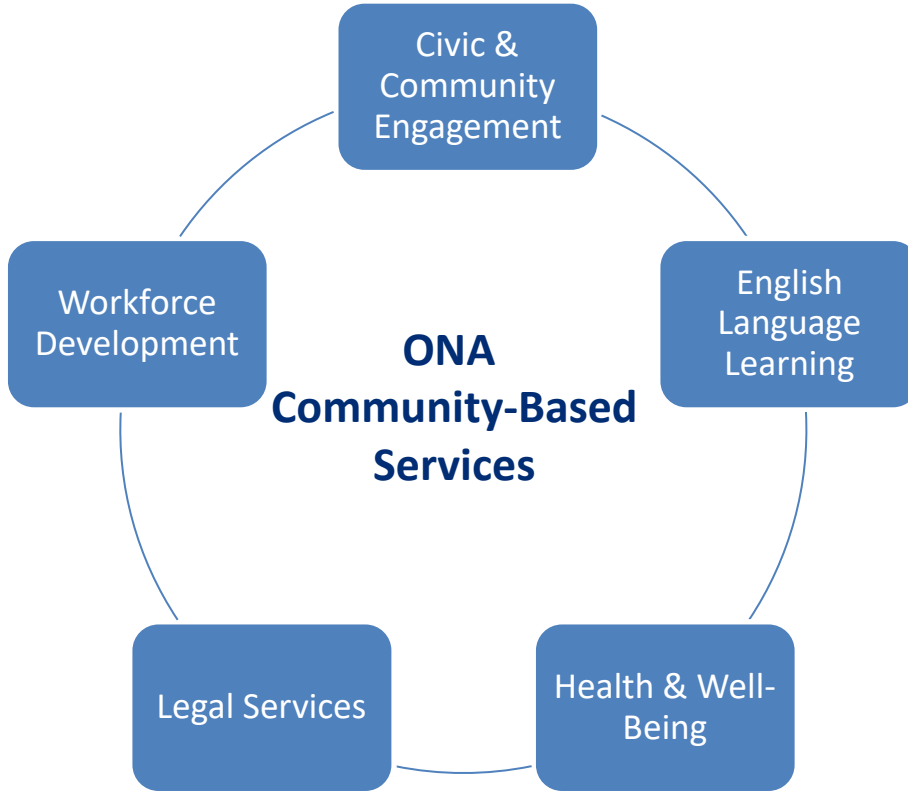 Civic &
Community
Engagement
English
Language
Learning
Health & Well-
Being
Legal Services
Workforce
Development
ONA
Community-Based
Services